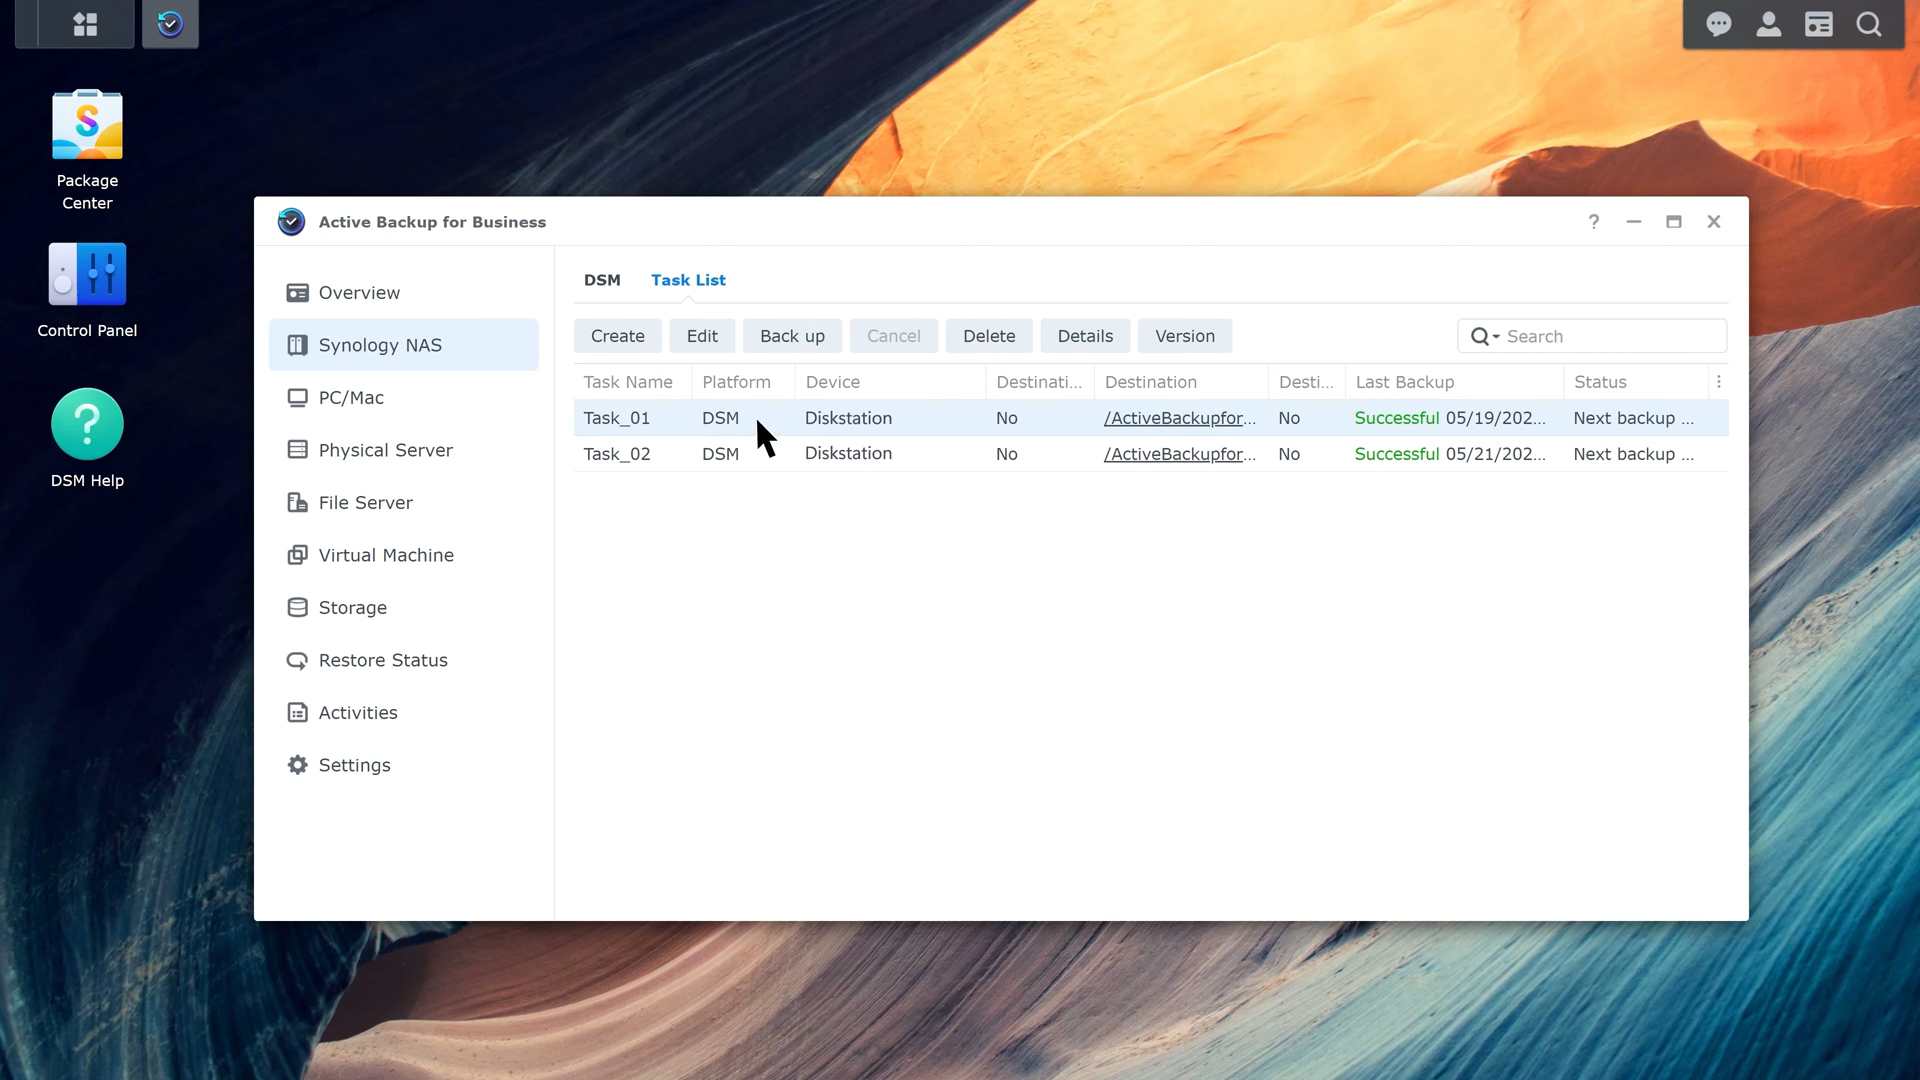 Package
Center
Control Panel
DSM Help
Active Backup for Business
Overview
Synology NAS
PC/Mac
Physical Server
File Server
Virtual Machine
Storage
Restore Status
Activities
Settings
DSM Task List
Create Edit Back up Cancel Delete Details Version Search
Task Name Platform Device Destinati... Destination Desti... Last Backup Status
Task_01 DSM Diskstation No /ActiveBackupfor... No Successful 05/19/202... Next backup ...
Task_02 DSM Diskstation No /ActiveBackupfor... No Successful 05/21/202... Next backup ...